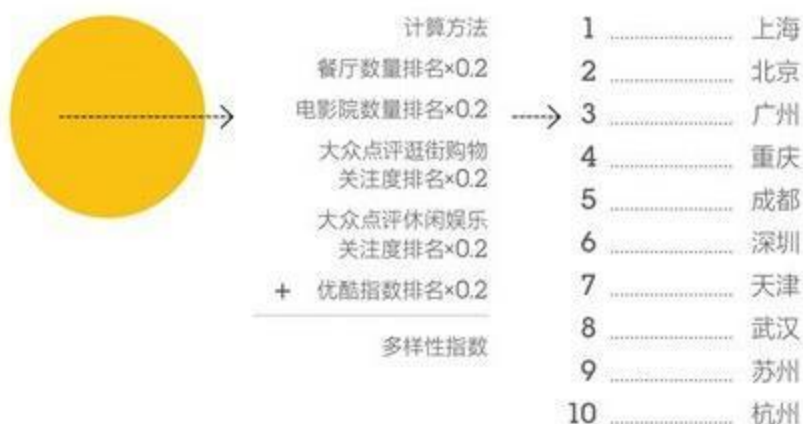 计算方法
餐厅数量排名×0.2
电影院数量排名×0.2
大众点评逛街购物
关注度排名×0.2
大众点评休闲娱乐
关注度排名×0.2
+ 优酷指数排名×0.2
多样性指数
1 上海
2 北京
3 广州
4 重庆
5 成都
6 深圳
7 天津
8 武汉
9 苏州
10 杭州